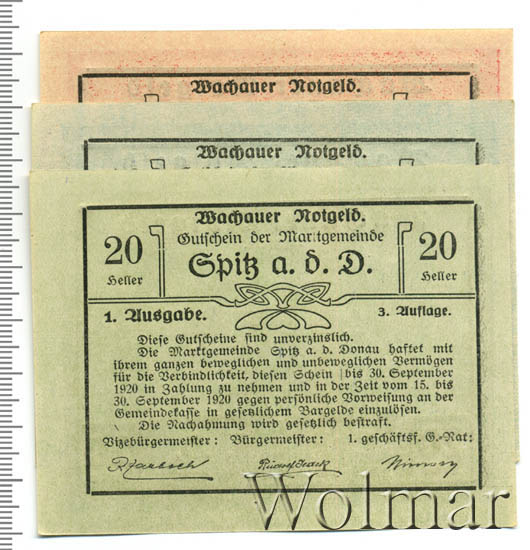 Wachauer Notgeld.
Wachauer Notgeld.
Wachauer Notgeld.
20 Heller
Gutschein der Marktgemeinde
20 Heller
Spitz a. d. D.
1. Ausgabe.
3. Auflage.
Diese Gutscheine sind unverzinslich.
Die Marktgemeinde Spitz a. d. Donau haftet mit
ihrem ganzen beweglichen und unbeweglichen Vermögen
für die Verbindlichkeit, diesen Schein bis 30. September
1920 in Zahlung zu nehmen und in der Zeit vom 15. bis
30. September 1920 gegen persönliche Vorweisung an der
Gemeindekasse in gesetzlichem Bargelde einzulösen.
Die Nachahmung wird gesetzlich bestraft.
Vizebürgermeister: Bürgermeister: 1. geschäftsf. G.-Rat:
Wolmar